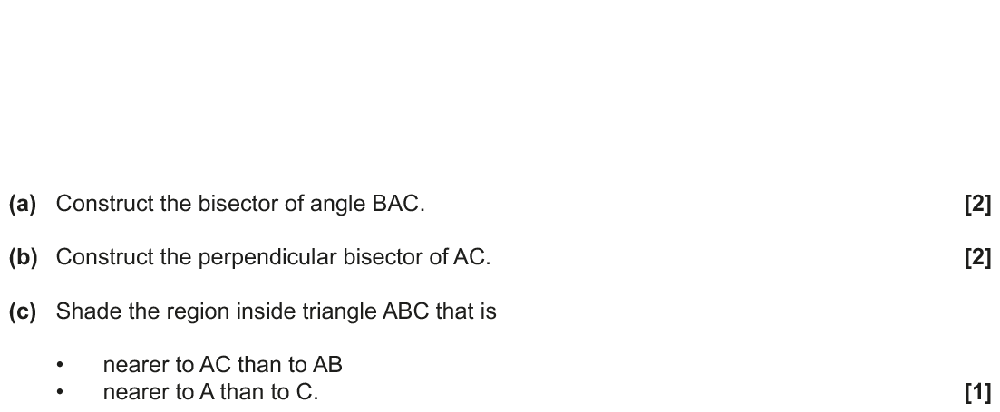 (a) Construct the bisector of angle BAC. [2]
(b) Construct the perpendicular bisector of AC. [2]
(c) Shade the region inside triangle ABC that is
• nearer to AC than to AB
• nearer to A than to C. [1]